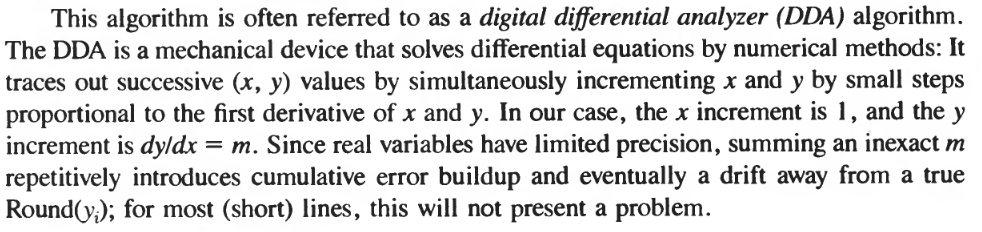 This algorithm is often referred to as a digital differential analyzer (DDA) algorithm.
The DDA is a mechanical device that solves differential equations by numerical methods: It
traces out successive (x, y) values by simultaneously incrementing x and y by small steps
proportional to the first derivative of x and y. In our case, the x increment is 1, and the y
increment is dy/dx = m. Since real variables have limited precision, summing an inexact m
repetitively introduces cumulative error buildup and eventually a drift away from a true
Round(yᵢ); for most (short) lines, this will not present a problem.